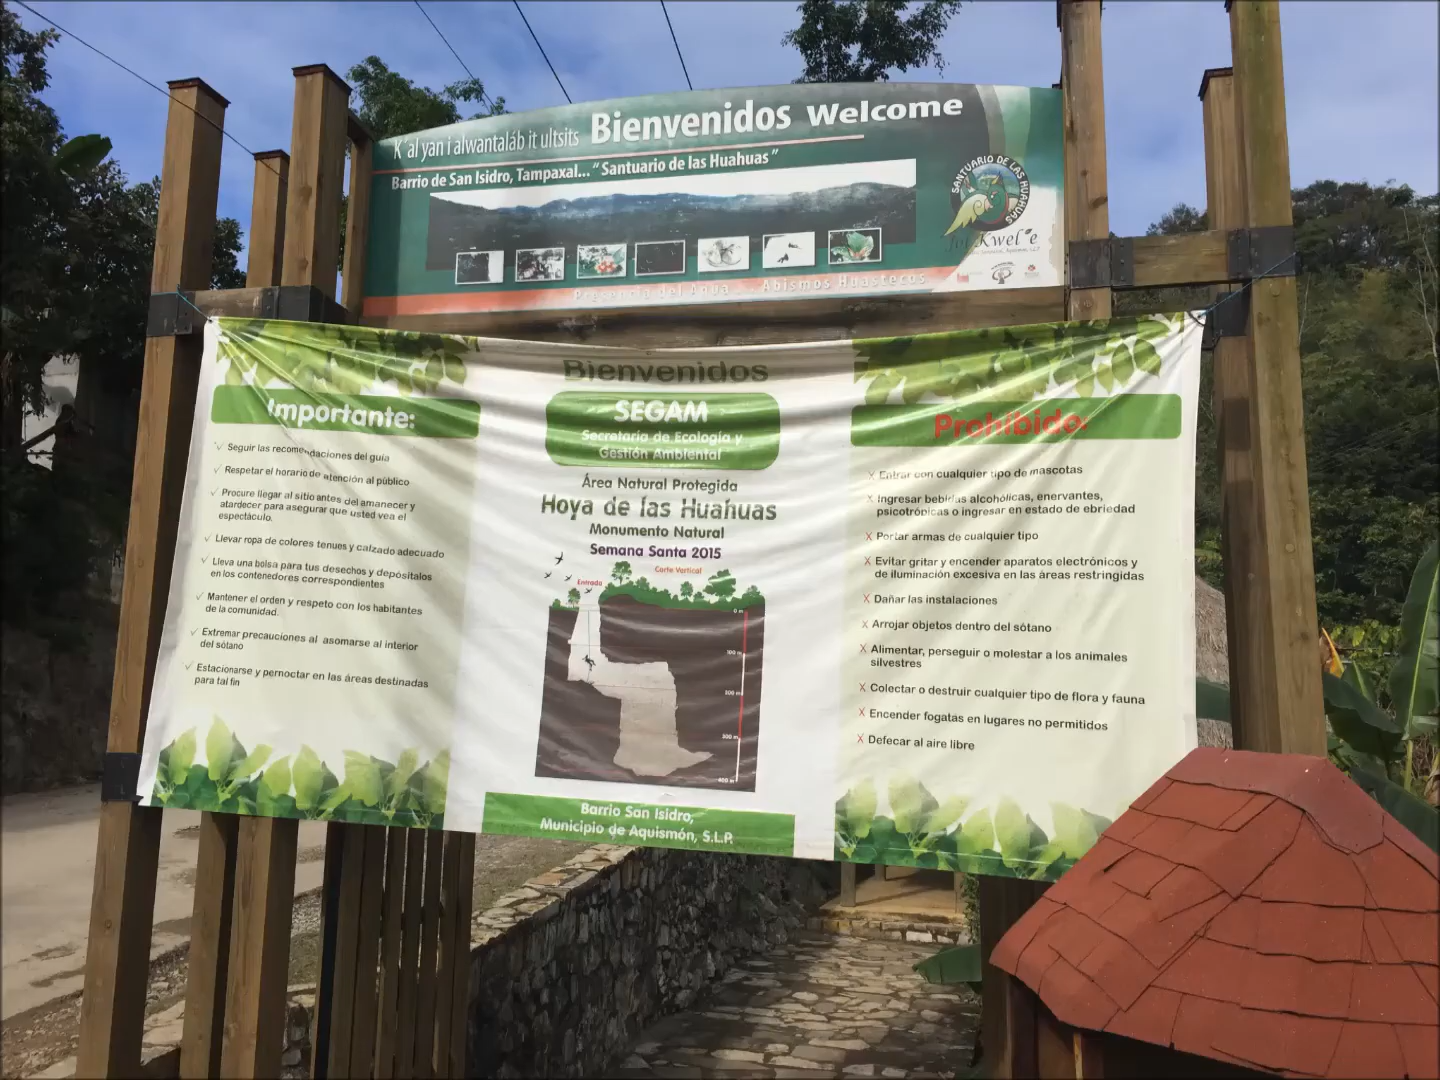 K´al yan i alwantaláb it ultsits Bienvenidos Welcome
Barrio de San Isidro, Tampaxal... “Santuario de las Huahuas”
SANTUARIO DE LAS HUAHUAS
Kwel´e
Abismos Huastecos
Importante:
✓ Seguir las recomendaciones del guía
✓ Respetar el horario de atención al público
✓ Procure llegar al sitio antes del amanecer y
atardecer para asegurar que usted vea el
espectáculo.
✓ Llevar ropa de colores tenues y calzado adecuado
✓ Lleva una bolsa para tus desechos y depósitalos
en los contenedores correspondientes
✓ Mantener el orden y respeto con los habitantes
de la comunidad.
✓ Extremar precauciones al asomarse al interior
del sótano
✓ Estacionarse y pernoctar en las áreas destinadas
para tal fin
Bienvenidos
SEGAM
Secretaría de Ecología y
Gestión Ambiental
Área Natural Protegida
Hoya de las Huahuas
Monumento Natural
Semana Santa 2015
Corte Vertical
Entrada
0 m
100 m
200 m
300 m
400 m
Barrio San Isidro,
Municipio de Aquismón, S.L.P.
Prohibido:
X Entrar con cualquier tipo de mascotas
X Ingresar bebidas alcohólicas, enervantes,
psicotrópicas o ingresar en estado de ebriedad
X Portar armas de cualquier tipo
X Evitar gritar y encender aparatos electrónicos y
de iluminación excesiva en las áreas restringidas
X Dañar las instalaciones
X Arrojar objetos dentro del sótano
X Alimentar, perseguir o molestar a los animales
silvestres
X Colectar o destruir cualquier tipo de flora y fauna
X Encender fogatas en lugares no permitidos
X Defecar al aire libre